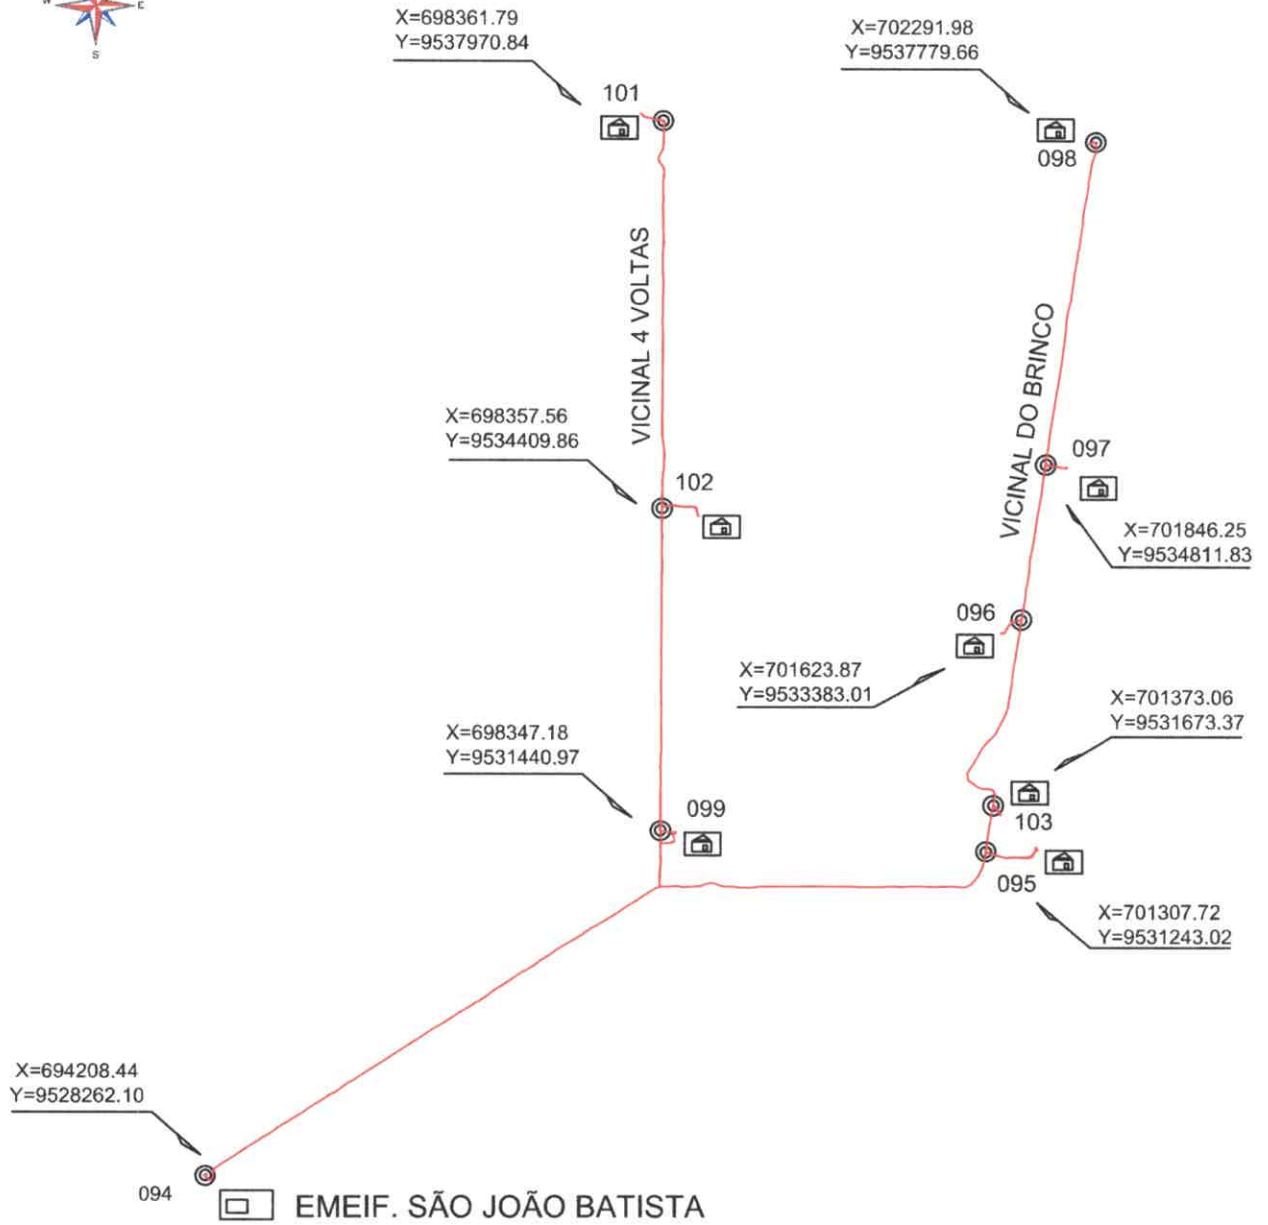 W
E
S
X=698361.79
Y=9537970.84
101
X=702291.98
Y=9537779.66
098
VICINAL 4 VOLTAS
VICINAL DO BRINCO
X=698357.56
Y=9534409.86
102
097
X=701846.25
Y=9534811.83
096
X=701623.87
Y=9533383.01
X=701373.06
Y=9531673.37
103
X=698347.18
Y=9531440.97
099
095
X=701307.72
Y=9531243.02
X=694208.44
Y=9528262.10
094
EMEIF. SÃO JOÃO BATISTA